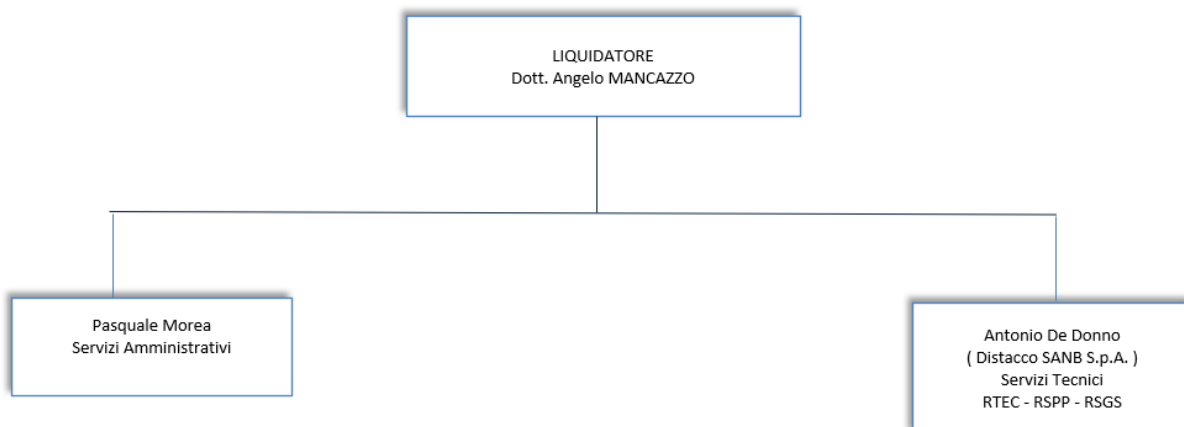 LIQUIDATORE
Dott. Angelo MANCAZZO
Pasquale Morea
Servizi Amministrativi
Antonio De Donno
( Distacco SANB S.p.A. )
Servizi Tecnici
RTEC - RSPP - RSGS